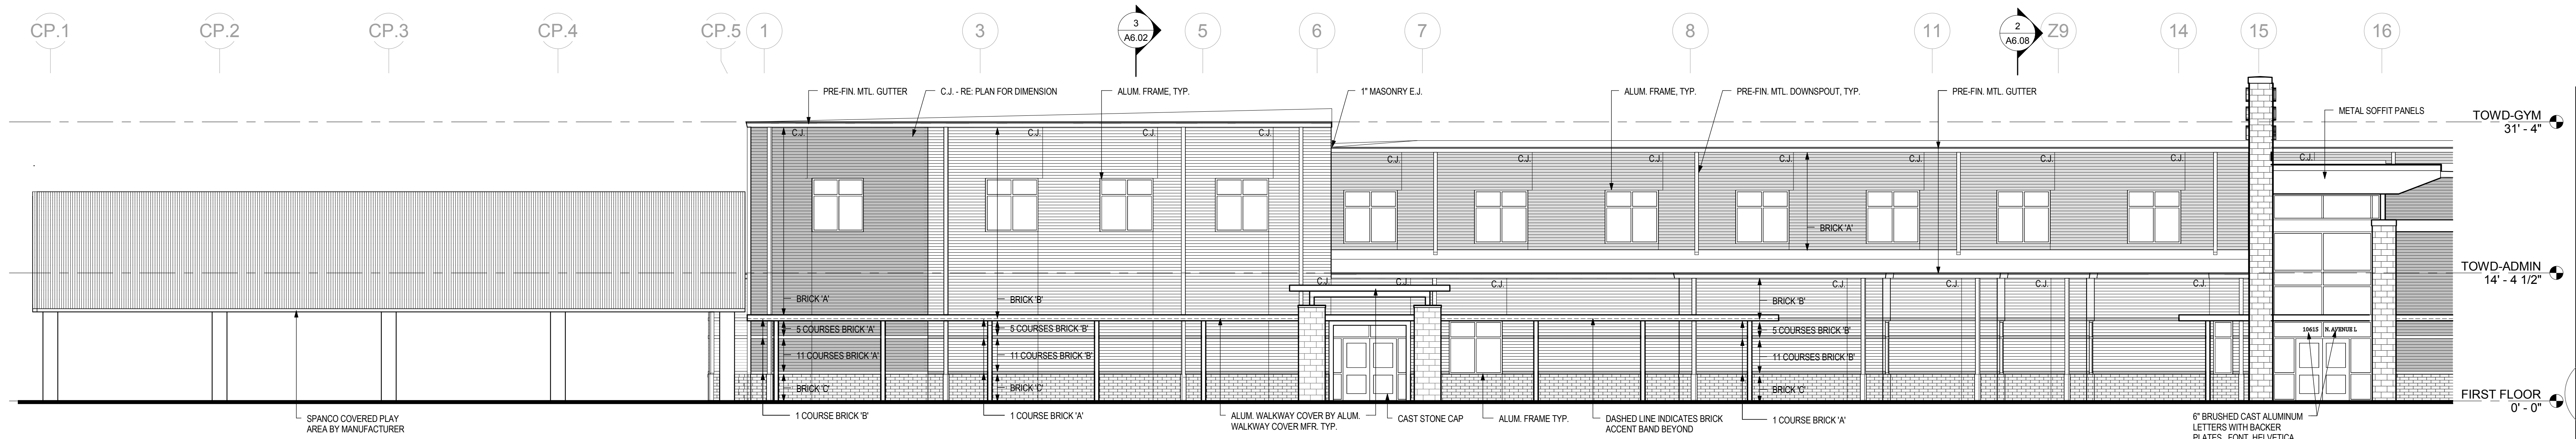 CP.1
CP.2
CP.3
CP.4
CP.5
1
3
3
A6.02
5
6
7
8
11
2
A6.08
Z9
14
15
16
PRE-FIN. MTL. GUTTER
C.J. - RE: PLAN FOR DIMENSION
ALUM. FRAME, TYP.
1" MASONRY E.J.
ALUM. FRAME, TYP.
PRE-FIN. MTL. DOWNSPOUT, TYP.
PRE-FIN. MTL. GUTTER
METAL SOFFIT PANELS
TOWD-GYM
31' - 4"
C.J.
C.J.
C.J.
C.J.
C.J.
C.J.
C.J.
C.J.
C.J.
C.J.
C.J.
C.J.
BRICK 'A'
TOWD-ADMIN
14' - 4 1/2"
C.J.
C.J.
C.J.
C.J.
C.J.
C.J.
C.J.
BRICK 'A'
BRICK 'B'
BRICK 'B'
5 COURSES BRICK 'A'
5 COURSES BRICK 'B'
5 COURSES BRICK 'B'
10615 N. AVENUE L
11 COURSES BRICK 'A'
11 COURSES BRICK 'B'
11 COURSES BRICK 'B'
BRICK 'C'
BRICK 'C'
BRICK 'C'
FIRST FLOOR
0' - 0"
SPANCO COVERED PLAY
AREA BY MANUFACTURER
1 COURSE BRICK 'B'
1 COURSE BRICK 'A'
ALUM. WALKWAY COVER BY ALUM.
WALKWAY COVER MFR. TYP.
CAST STONE CAP
ALUM. FRAME TYP.
DASHED LINE INDICATES BRICK
ACCENT BAND BEYOND
1 COURSE BRICK 'A'
6" BRUSHED CAST ALUMINUM
LETTERS WITH BACKER
PLATES. FONT, HELVETICA